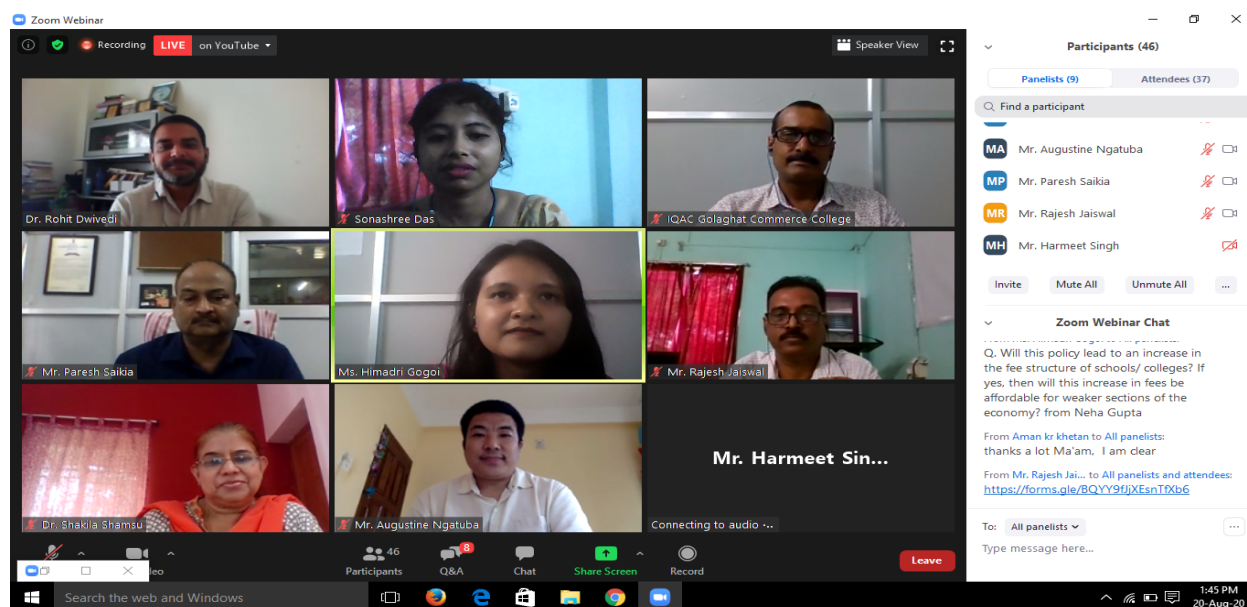 Zoom Webinar
Recording LIVE on YouTube
Speaker View
Dr. Rohit Dwivedi
Sonashree Das
IQAC Golaghat Commerce College
Mr. Paresh Saikia
Ms. Himadri Gogoi
Mr. Rajesh Jaiswal
Dr. Shakila Shamsu
Mr. Augustine Ngatuba
Mr. Harmeet Sin...
Connecting to audio ·..
46
8
Participants
Q&A
Chat
Share Screen
Record
Leave
Participants (46)
Panelists (9) Attendees (37)
Find a participant
MA Mr. Augustine Ngatuba
MP Mr. Paresh Saikia
MR Mr. Rajesh Jaiswal
MH Mr. Harmeet Singh
Invite Mute All Unmute All ...
Zoom Webinar Chat
Q. Will this policy lead to an increase in
the fee structure of schools/ colleges? If
yes, then will this increase in fees be
affordable for weaker sections of the
economy? from Neha Gupta
From Aman kr khetan to All panelists:
thanks a lot Ma'am, I am clear
From Mr. Rajesh Jai... to All panelists and attendees:
https://forms.gle/BQYY9fJjXEsnTfXb6
To: All panelists
Type message here...
Search the web and Windows
1:45 PM
20-Aug-20